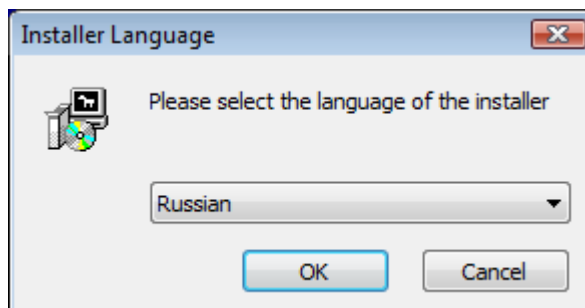 Installer Language
Please select the language of the installer
Russian
OK
Cancel